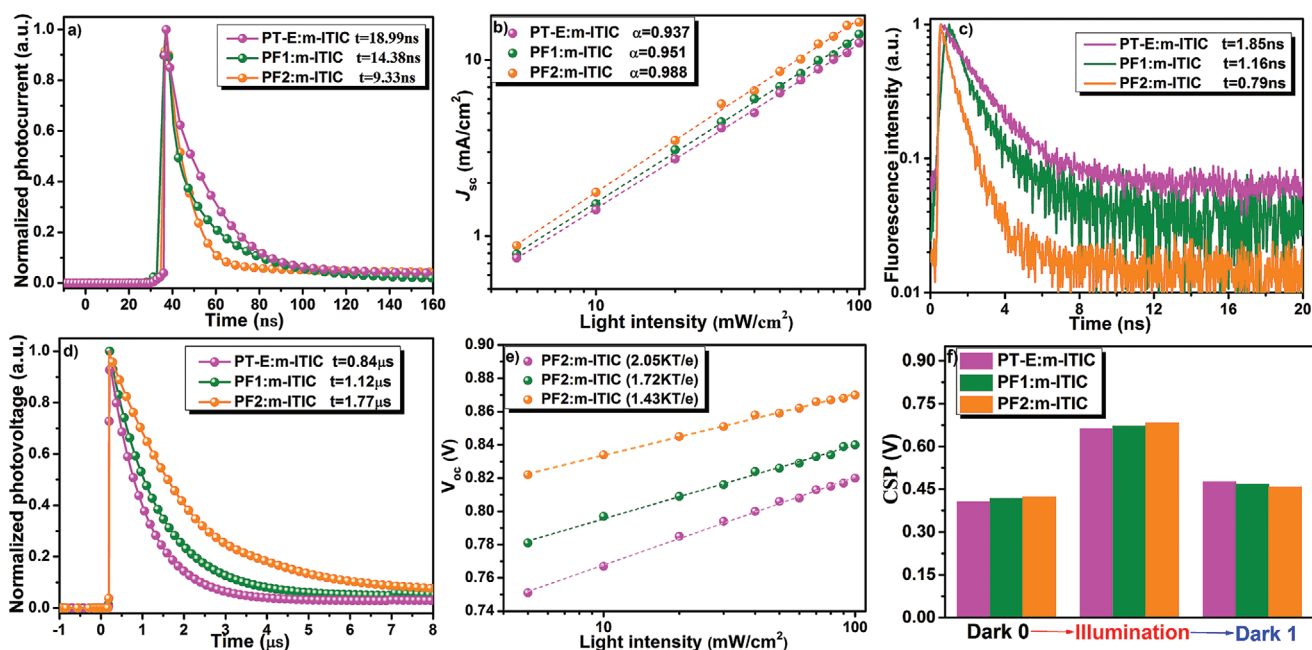 a)
PT-E:m-ITIC t=18.99ns
PF1:m-ITIC t=14.38ns
PF2:m-ITIC t=9.33ns
Normalized photocurrent (a.u.)
1.0
0.8
0.6
0.4
0.2
0.0
0 20 40 60 80 100 120 140 160
Time (ns)
b)
PT-E:m-ITIC α=0.937
PF1:m-ITIC α=0.951
PF2:m-ITIC α=0.988
Jsc (mA/cm²)
10
1
10 100
Light intensity (mW/cm²)
c)
PT-E:m-ITIC t=1.85ns
PF1:m-ITIC t=1.16ns
PF2:m-ITIC t=0.79ns
Fluorescence intensity (a.u.)
1
0.1
0.01
0 4 8 12 16 20
Time (ns)
d)
PT-E:m-ITIC t=0.84μs
PF1:m-ITIC t=1.12μs
PF2:m-ITIC t=1.77μs
Normalized photovoltage (a.u.)
1.0
0.8
0.6
0.4
0.2
0.0
-1 0 1 2 3 4 5 6 7 8
Time (μs)
e)
PF2:m-ITIC (2.05KT/e)
PF2:m-ITIC (1.72KT/e)
PF2:m-ITIC (1.43KT/e)
Voc (V)
0.90
0.88
0.86
0.84
0.82
0.80
0.78
0.76
0.74
10 100
Light intensity (mW/cm²)
f)
PT-E:m-ITIC
PF1:m-ITIC
PF2:m-ITIC
CSP (V)
0.90
0.75
0.60
0.45
0.30
0.15
0.00
Dark 0 → Illumination → Dark 1